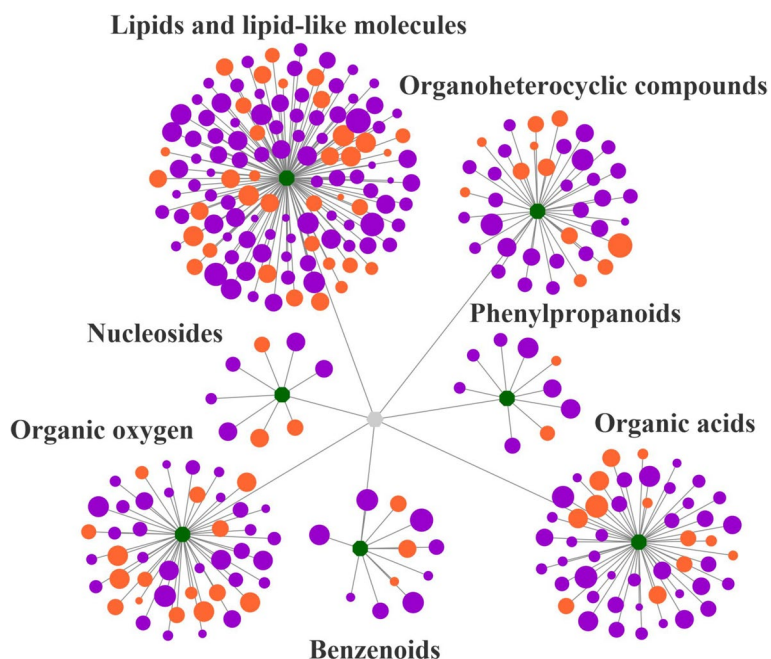 Lipids and lipid-like molecules
Organoheterocyclic compounds
Nucleosides
Phenylpropanoids
Organic oxygen
Organic acids
Benzenoids